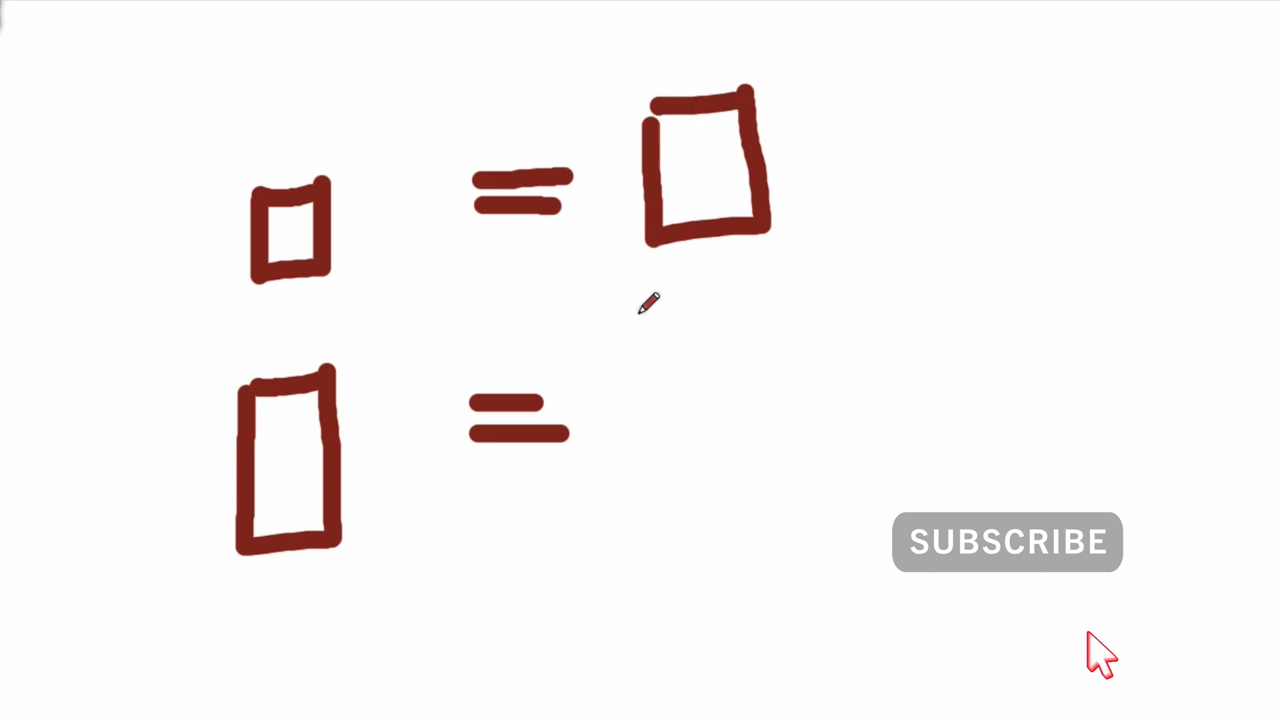 □ = □
□ =
SUBSCRIBE